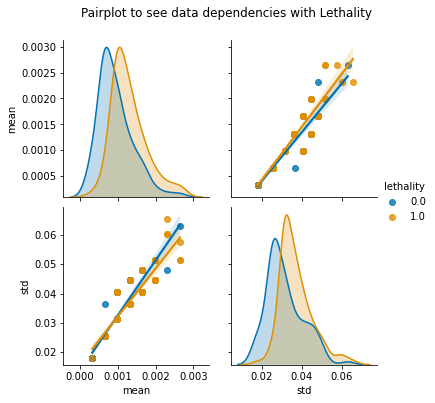 Pairplot to see data dependencies with Lethality
0.0030
0.0025
0.0020
0.0015
0.0010
0.0005
mean
lethality
0.0
1.0
0.06
0.05
0.04
0.03
0.02
std
0.000 0.001 0.002 0.003
mean
0.02 0.04 0.06
std